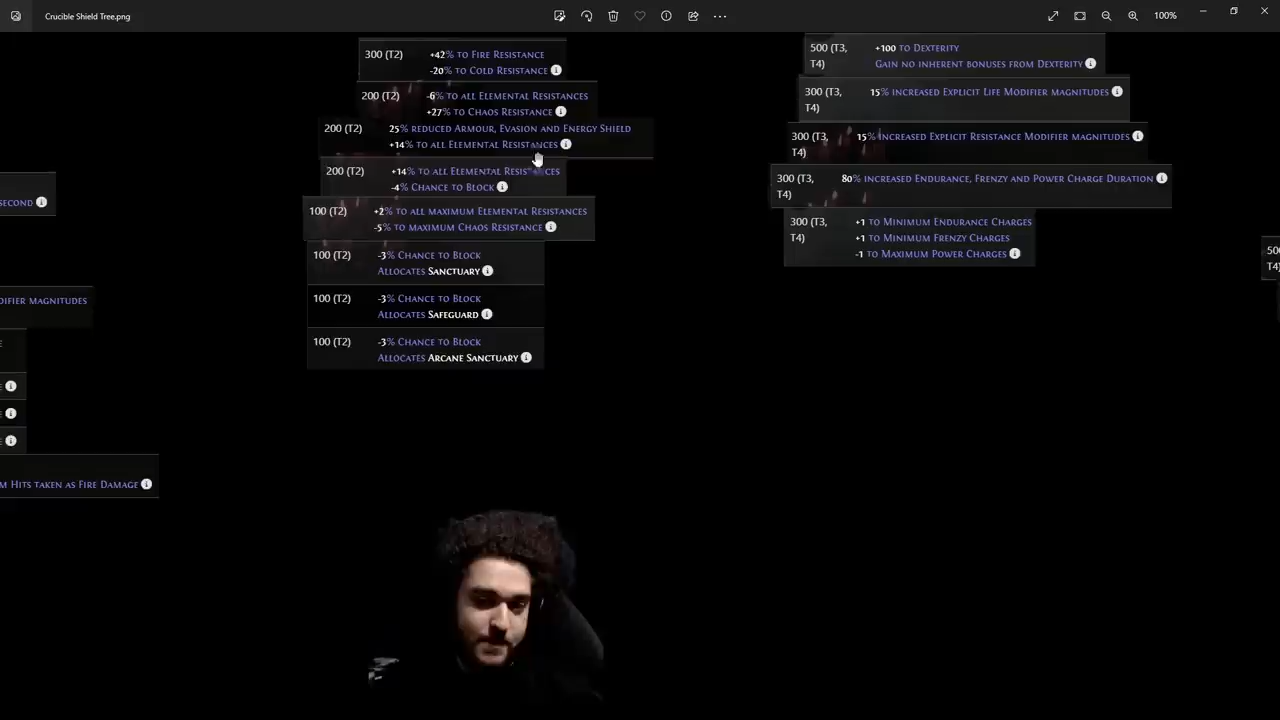 Crucible Shield Tree.png
100%
300 (T2) +42% to Fire Resistance
-20% to Cold Resistance
200 (T2) -6% to all Elemental Resistances
+27% to Chaos Resistance
200 (T2) 25% reduced Armour, Evasion and Energy Shield
+14% to all Elemental Resistances
200 (T2) +14% to all Elemental Resistances
-4% Chance to Block
100 (T2) +2% to all maximum Elemental Resistances
-5% to maximum Chaos Resistance
100 (T2) -3% Chance to Block
Allocates Sanctuary
100 (T2) -3% Chance to Block
Allocates Safeguard
100 (T2) -3% Chance to Block
Allocates Arcane Sanctuary
500 (T3, T4) +100 to Dexterity
Gain no inherent bonuses from Dexterity
300 (T3, T4) 15% increased Explicit Life Modifier magnitudes
300 (T3, T4) 15% increased Explicit Resistance Modifier magnitudes
300 (T3, T4) 80% increased Endurance, Frenzy and Power Charge Duration
300 (T3, T4) +1 to Minimum Endurance Charges
+1 to Minimum Frenzy Charges
-1 to Maximum Power Charges
second
magnitudes
Hits taken as Fire Damage
T4)